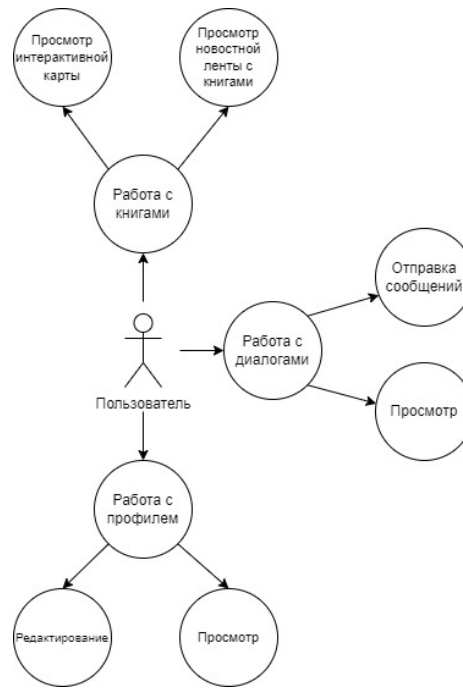 Просмотр
интерактивной
карты
Просмотр
новостной
ленты с
книгами
Работа с
книгами
Отправка
сообщений
Работа с
диалогами
Пользователь
Просмотр
Работа с
профилем
Редактирование
Просмотр